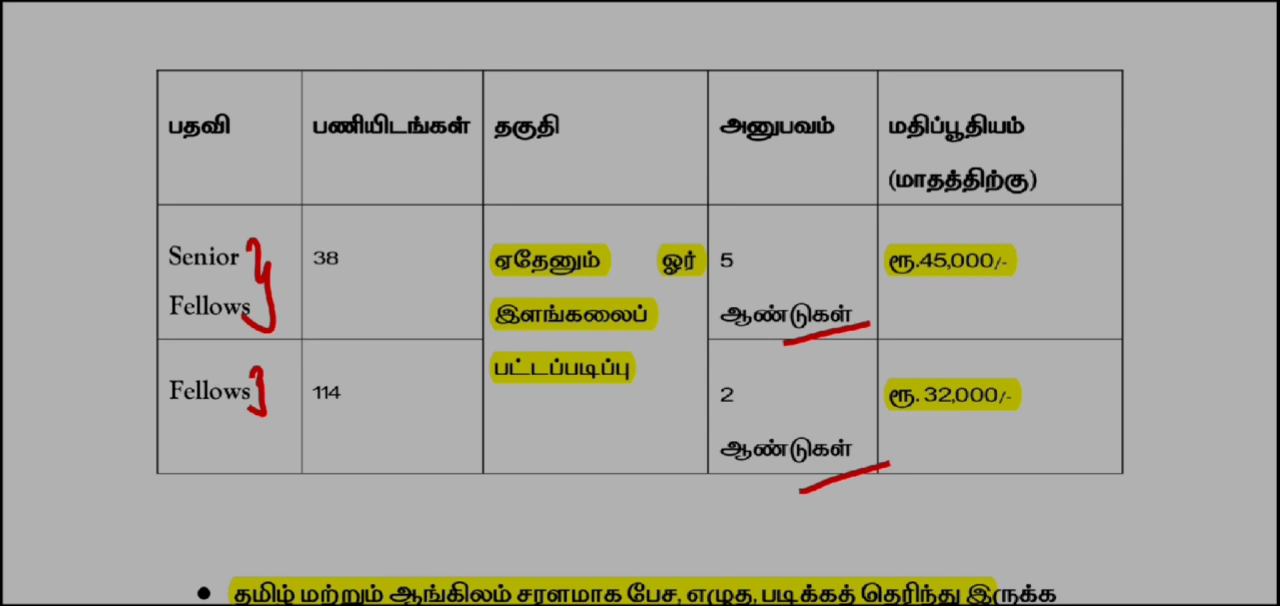 பதவி பணியிடங்கள் தகுதி அனுபவம் மதிப்பூதியம்
(மாதத்திற்கு)
Senior 38 ஏதேனும் ஓர் 5 ரூ.45,000/-
Fellows இளங்கலைப் ஆண்டுகள்
பட்டப்படிப்பு
Fellows 114 2 ரூ. 32,000/-
ஆண்டுகள்
• தமிழ் மற்றும் ஆங்கிலம் சரளமாக பேச, எழுத, படிக்கத் தெரிந்து இருக்க